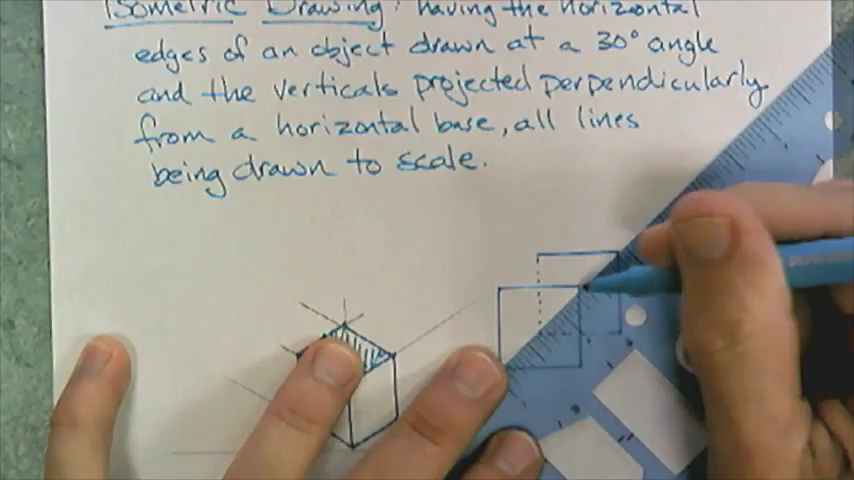 Isometric Drawing: having the horizontal
edges of an object drawn at a 30° angle
and the verticals projected perpendicularly
from a horizontal base, all lines
being drawn to scale.